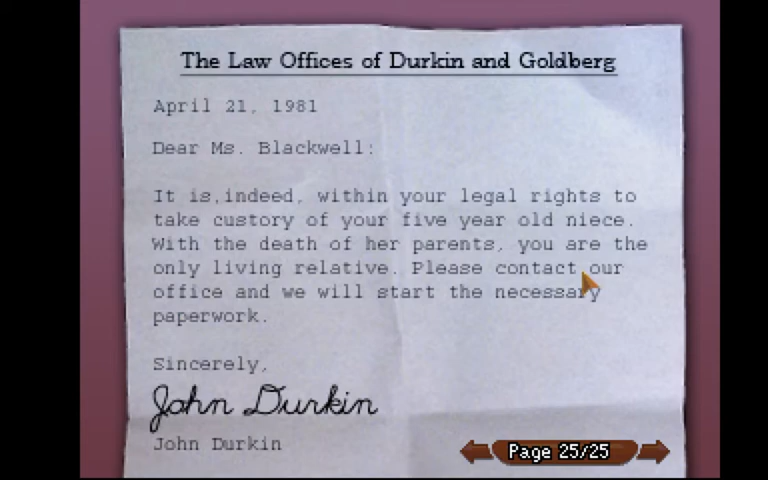 The Law Offices of Durkin and Goldberg
April 21, 1981
Dear Ms. Blackwell:
It is,indeed, within your legal rights to
take custory of your five year old niece.
With the death of her parents, you are the
only living relative. Please contact our
office and we will start the necessary
paperwork.
Sincerely,
John Durkin
John Durkin
Page 25/25